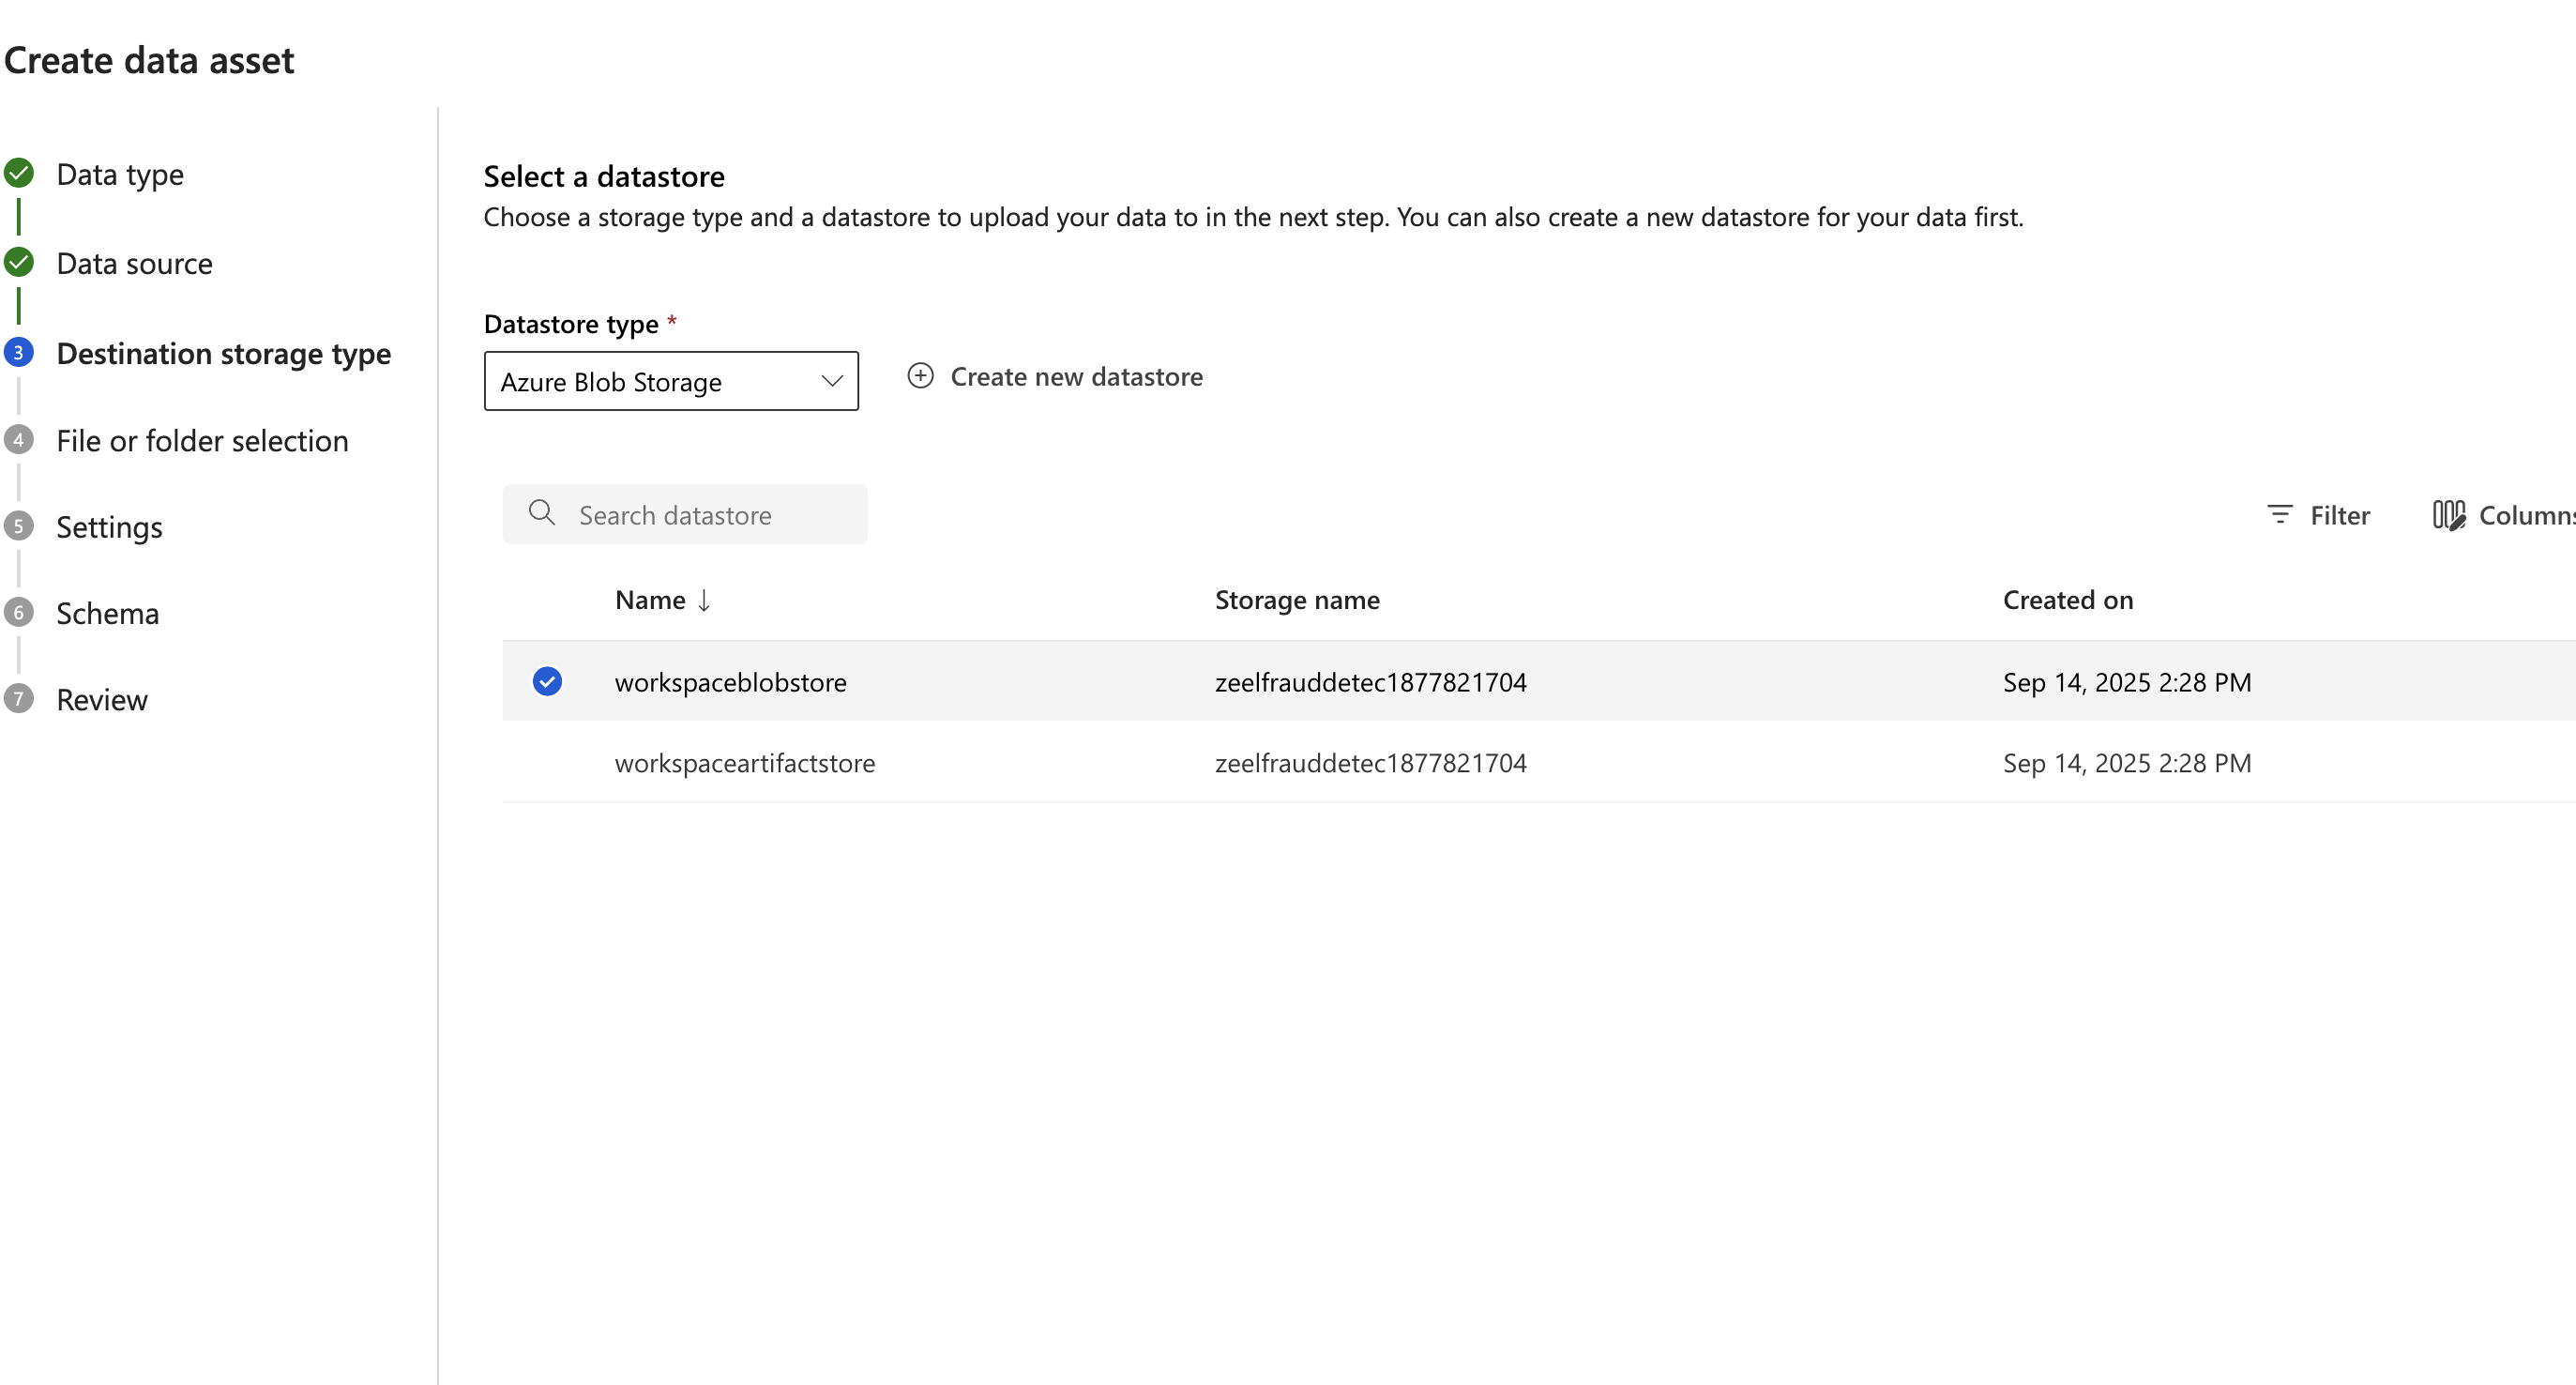 Create data asset
Data type
Data source
3 Destination storage type
4 File or folder selection
5 Settings
6 Schema
7 Review
Select a datastore
Choose a storage type and a datastore to upload your data to in the next step. You can also create a new datastore for your data first.
Datastore type *
Azure Blob Storage
Create new datastore
Search datastore
Filter
Columns
Name ↓ Storage name Created on
workspaceblobstore zeelfrauddetec1877821704 Sep 14, 2025 2:28 PM
workspaceartifactstore zeelfrauddetec1877821704 Sep 14, 2025 2:28 PM